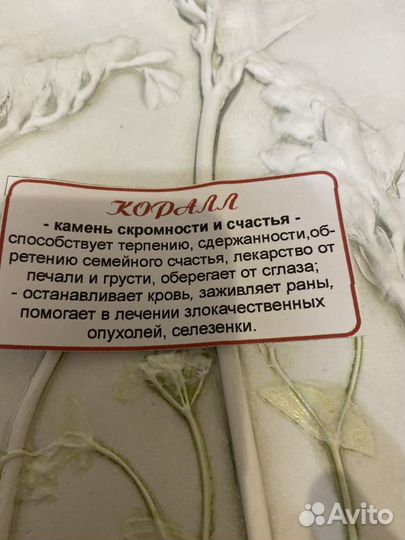 КОРАЛЛ
- камень скромности и счастья -
способствует терпению, сдержанности,об-
ретению семейного счастья, лекарство от
печали и грусти, оберегает от сглаза;
- останавливает кровь, заживляет раны,
помогает в лечении злокачественных
опухолей, селезенки.
Avito